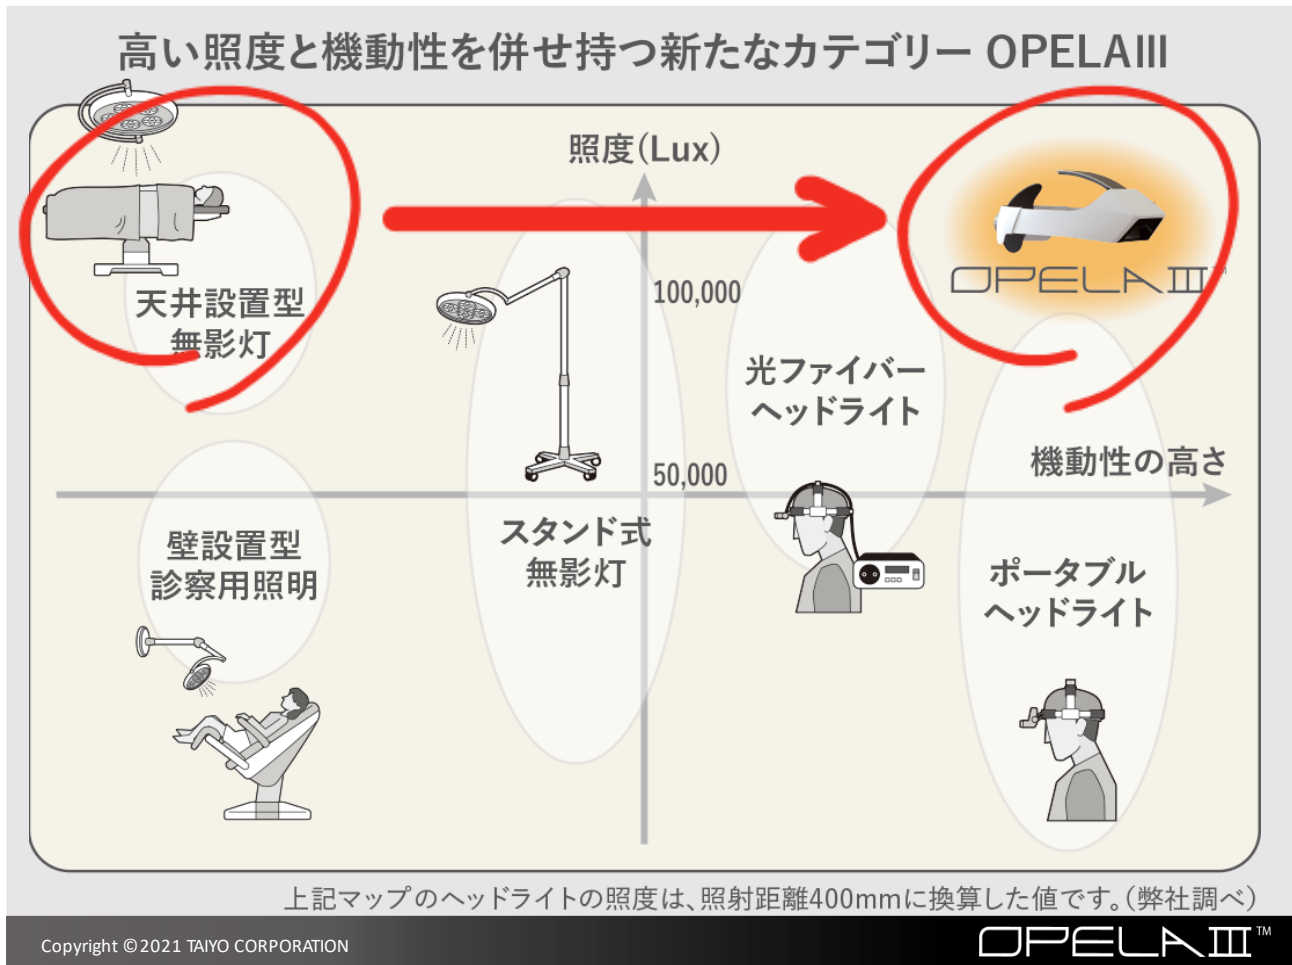 高い照度と機動性を併せ持つ新たなカテゴリー OPELAⅢ
照度(Lux)
OPELAⅢ™
天井設置型
無影灯
100,000
光ファイバー
ヘッドライト
機動性の高さ
50,000
壁設置型
診察用照明
スタンド式
無影灯
ポータブル
ヘッドライト
上記マップのヘッドライトの照度は、照射距離400mmに換算した値です。(弊社調べ)
Copyright ©2021 TAIYO CORPORATION
OPELAⅢ™